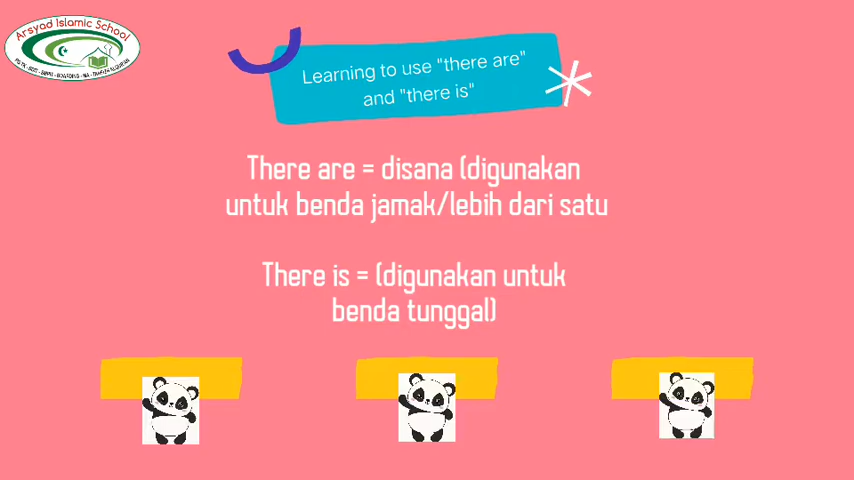 Arsyad Islamic School
Learning to use "there are"
and "there is"
There are = disana (digunakan
untuk benda jamak/lebih dari satu
There is = (digunakan untuk
benda tunggal)